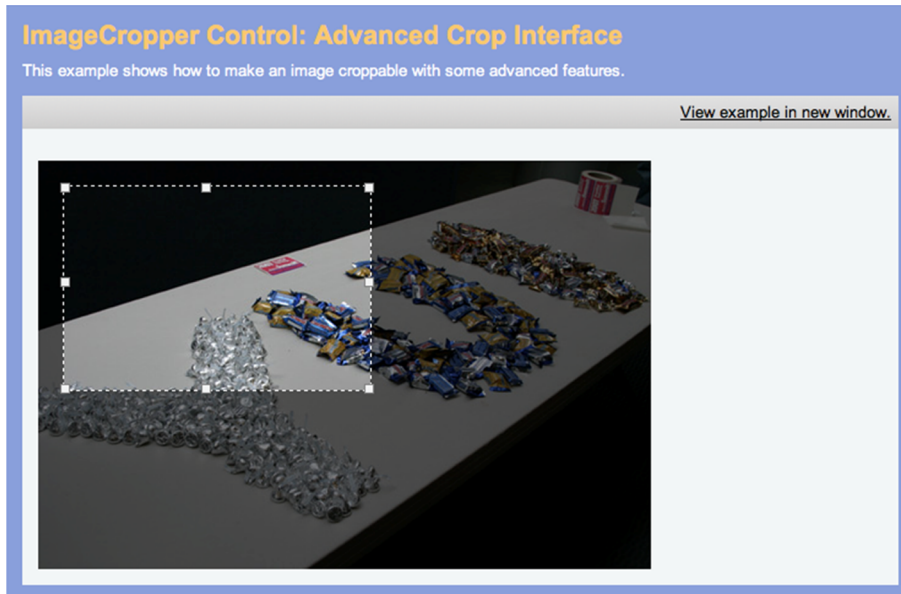 ImageCropper Control: Advanced Crop Interface
This example shows how to make an image croppable with some advanced features.
View example in new window.